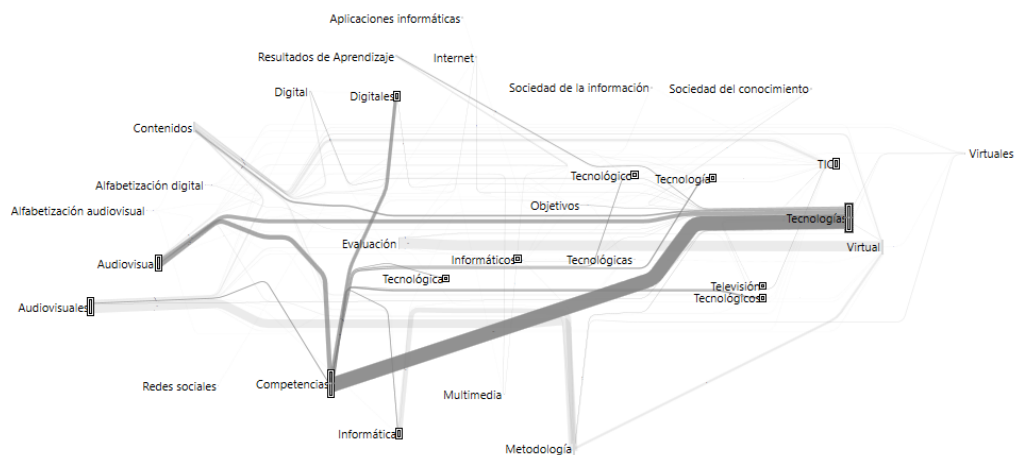 Aplicaciones informáticas
Resultados de Aprendizaje
Internet
Digital
Digitales
Sociedad de la información
Sociedad del conocimiento
Contenidos
Virtuales
TIC
Tecnológico
Tecnología
Alfabetización digital
Objetivos
Alfabetización audiovisual
Tecnologías
Evaluación
Virtual
Audiovisual
Informáticos
Tecnológicas
Tecnológica
Televisión
Tecnológicos
Audiovisuales
Redes sociales
Competencias
Multimedia
Informática
Metodología